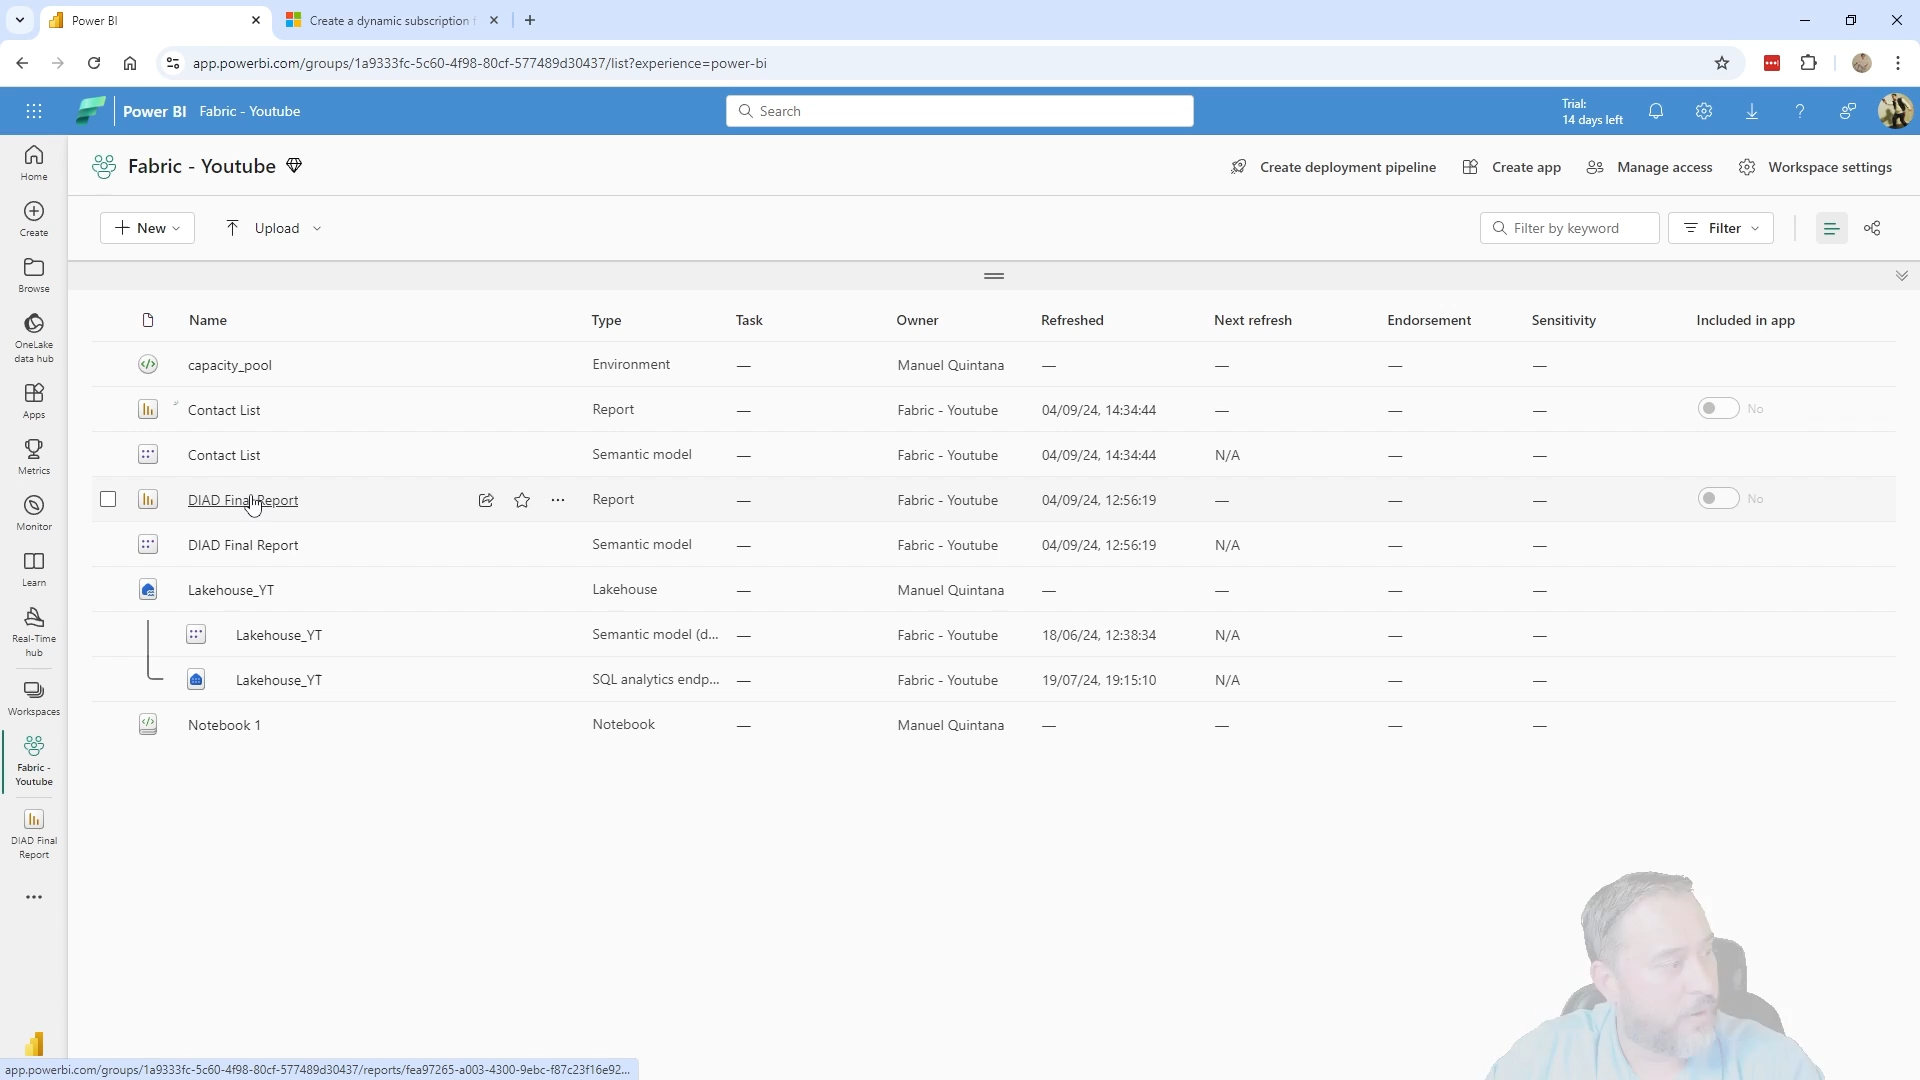 Power BI
Create a dynamic subscription f
app.powerbi.com/groups/1a9333fc-5c60-4f98-80cf-577489d30437/list?experience=power-bi
Power BI Fabric - Youtube
Search
Trial:
14 days left
Home
Create
Browse
OneLake
data hub
Apps
Metrics
Monitor
Learn
Real-Time
hub
Workspaces
Fabric -
Youtube
DIAD Final
Report
Fabric - Youtube
Create deployment pipeline
Create app
Manage access
Workspace settings
New
Upload
Filter by keyword
Filter
Name Type Task Owner Refreshed Next refresh Endorsement Sensitivity Included in app
capacity_pool Environment — Manuel Quintana — — — —
Contact List Report — Fabric - Youtube 04/09/24, 14:34:44 — — — No
Contact List Semantic model — Fabric - Youtube 04/09/24, 14:34:44 N/A — —
DIAD Final Report Report — Fabric - Youtube 04/09/24, 12:56:19 — — — No
DIAD Final Report Semantic model — Fabric - Youtube 04/09/24, 12:56:19 N/A — —
Lakehouse_YT Lakehouse — Manuel Quintana — — — —
Lakehouse_YT Semantic model (d... — Fabric - Youtube 18/06/24, 12:38:34 N/A — —
Lakehouse_YT SQL analytics endp... — Fabric - Youtube 19/07/24, 19:15:10 N/A — —
Notebook 1 Notebook — Manuel Quintana — — — —
app.powerbi.com/groups/1a9333fc-5c60-4f98-80cf-577489d30437/reports/fea97265-a003-4300-9ebc-f87c23f16e92...